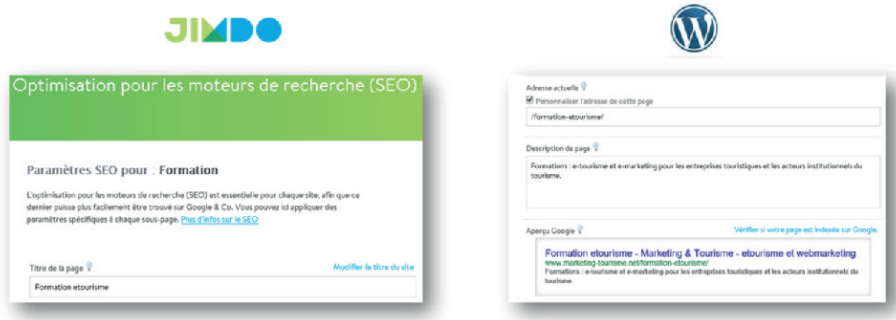 JIMDO
Optimisation pour les moteurs de recherche (SEO)
Paramètres SEO pour : Formation
L'optimisation pour les moteurs de recherche (SEO) est essentielle pour chaque site, afin que ce
dernier puisse plus facilement être trouvé sur Google & Co. Vous pouvez ici appliquer des
paramètres spécifiques à chaque sous-page. Plus d'infos sur le SEO
Titre de la page
Modifier le titre du site
Formation etourisme
W
Adresse actuelle
Personnaliser l'adresse de cette page
/formation-etourisme/
Description de page
Formations : e-tourisme et e-marketing pour les entreprises touristiques et les acteurs institutionnels du
tourisme.
Aperçu Google
Vérifier si votre page est indexée sur Google.
Formation etourisme - Marketing & Tourisme - etourisme et webmarketing
www.marketing-tourisme.net/formation-etourisme/
Formations : e-tourisme et e-marketing pour les entreprises touristiques et les acteurs institutionnels du
tourisme